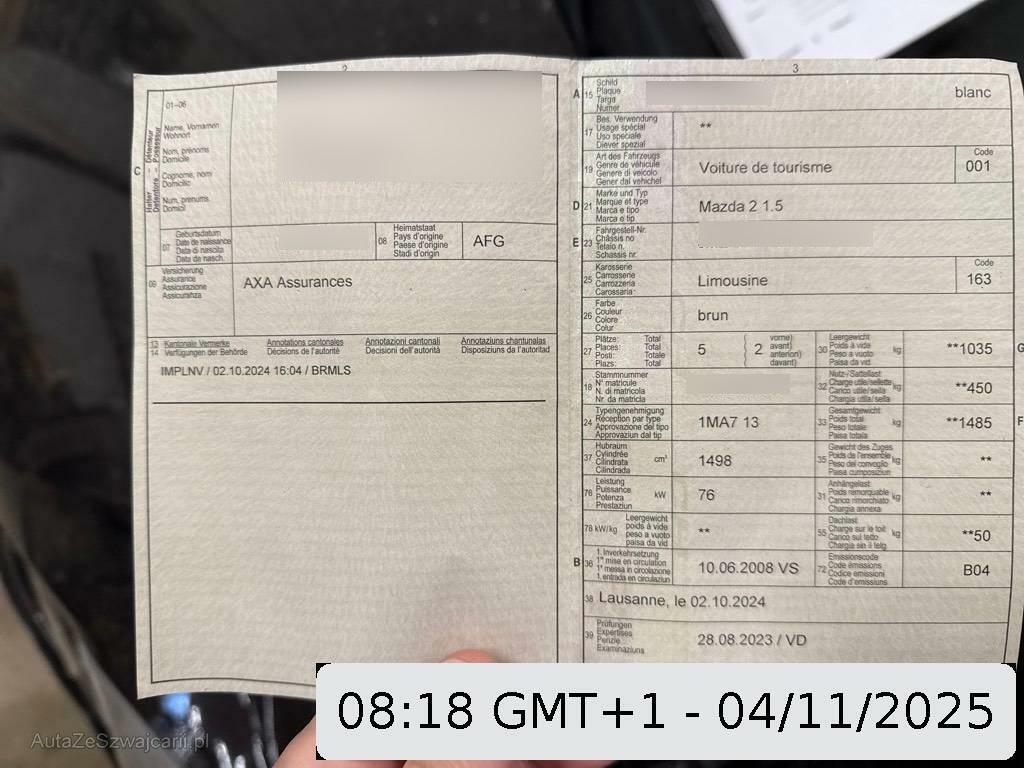 2
01–06
Name, Vornamen
Wohnort
Nom, prénoms
Domicile
Cognome, nomi
Domicilio
Num, prenums
Domicil
C
Halter – Détenteur
Detentore – Possessur
07
Geburtsdatum
Date de naissance
Data di nascita
Data da nasch.
08
Heimatstaat
Pays d'origine
Paese d'origine
Stadi d'origin
AFG
09
Versicherung
Assurance
Assicurazione
Assicuranza
AXA Assurances
13
14
Kantonale Vermerke
Verfügungen der Behörde
Annotations cantonales
Décisions de l'autorité
Annotazioni cantonali
Decisioni dell'autorità
Annotaziuns chantunalas
Disposiziuns da l'autoritad
IMPLNV / 02.10.2024 16:04 / BRMLS
3
A
15
Schild
Plaque
Targa
Numer
blanc
17
Bes. Verwendung
Usage spécial
Uso speciale
Diever spezial
**
19
Art des Fahrzeugs
Genre de véhicule
Genere di veicolo
Gener dal vehichel
Voiture de tourisme
Code
001
D
21
Marke und Typ
Marque et type
Marca e tipo
Marca e tip
Mazda 2 1.5
E
23
Fahrgestell-Nr.
Châssis no
Telaio n.
Schassis nr.
25
Karosserie
Carrosserie
Carrozzeria
Carossaria
Limousine
Code
163
26
Farbe
Couleur
Colore
Colur
brun
27
Plätze: Total
Places: Total
Posti: Totale
Plazs: Total
5
2
vorne)
avant)
anteriori)
davant)
30
Leergewicht
Poids à vide
Peso a vuoto
Paisa da vid
kg
**1035
G
18
Stammnummer
N° matricule
N. di matricola
Nr. da matricla
32
Nutz-/Sattellast
Charge utile/sellette
Carico utile/sella
Chargia utila/sella
kg
**450
24
Typengenehmigung
Réception par type
Approvazione del tipo
Approvaziun dal tip
1MA7 13
33
Gesamtgewicht
Poids total
Peso totale
Paisa totala
kg
**1485
F
37
Hubraum
Cylindrée
Cilindrata
Cilindrada
cm³
1498
35
Gewicht des Zuges
Poids de l'ensemble
Peso del convoglio
Paisa cumposiziun
kg
**
76
Leistung
Puissance
Potenza
Prestaziun
kW
76
31
Anhängelast
Poids remorquable
Carico rimorchiato
Chargia annexa
kg
**
78 kW/kg
Leergewicht
poids à vide
peso a vuoto
paisa da vid
**
55
Dachlast
Charge sur le toit
Carico sul tetto
Chargia sin il tetg
kg
**50
B
36
1. Inverkehrsetzung
1re mise en circulation
1a messa in circolazione
1. entrada en circulaziun
10.06.2008 VS
72
Emissionscode
Code émissions
Codice emissioni
Code d'emissiuns
B04
38
Lausanne, le 02.10.2024
39
Prüfungen
Expertises
Perizie
Examinaziuns
28.08.2023 / VD
08:18 GMT+1 - 04/11/2025
AutaZeSzwajcarii.pl